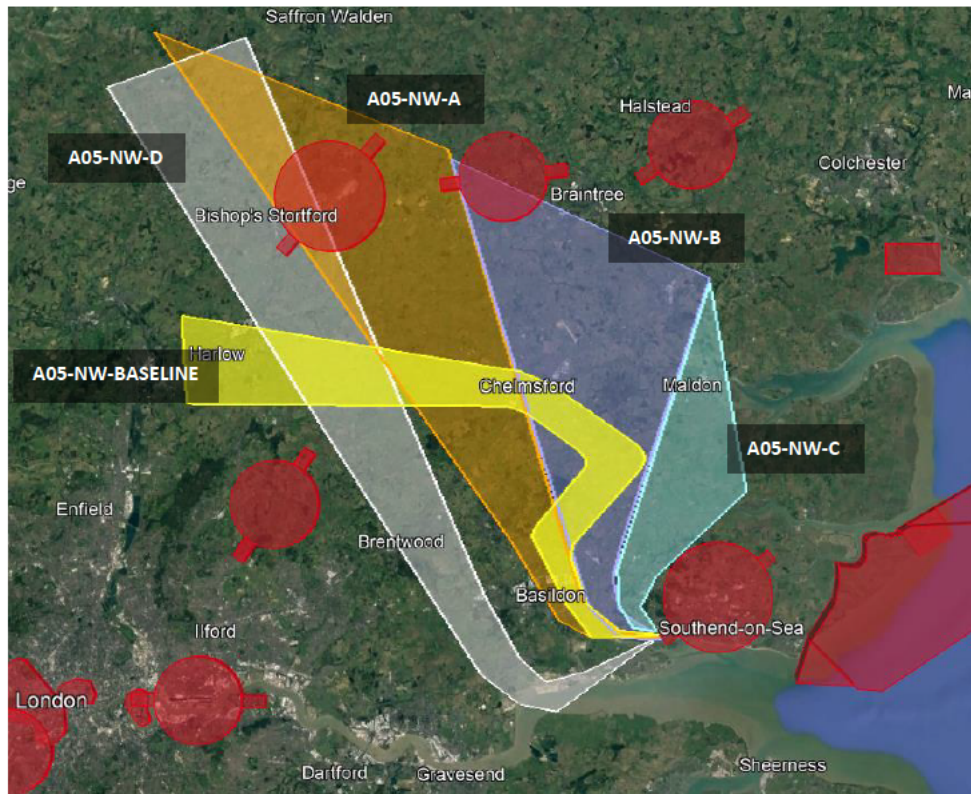 Saffron Walden
A05-NW-A
Halstead
Ma
A05-NW-D
Colchester
ge
Braintree
Bishop's Stortford
A05-NW-B
Harlow
A05-NW-BASELINE
Chelmsford
Maldon
A05-NW-C
Enfield
Brentwood
Basildon
Ilford
Southend-on-Sea
London
Dartford
Gravesend
Sheerness